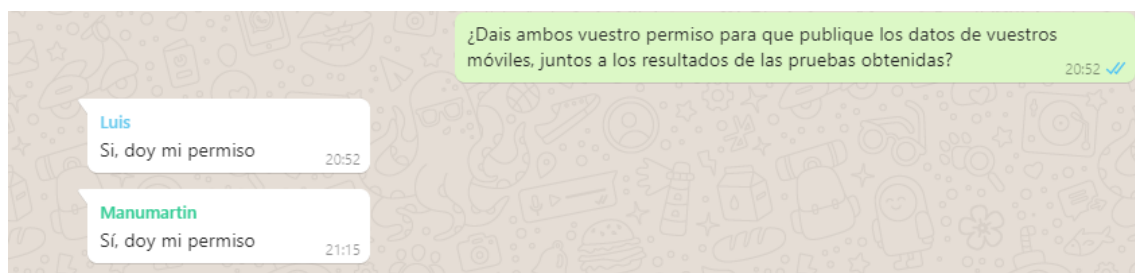 ¿Dais ambos vuestro permiso para que publique los datos de vuestros
móviles, juntos a los resultados de las pruebas obtenidas?
20:52
Luis
Si, doy mi permiso
20:52
Manumartin
Sí, doy mi permiso
21:15